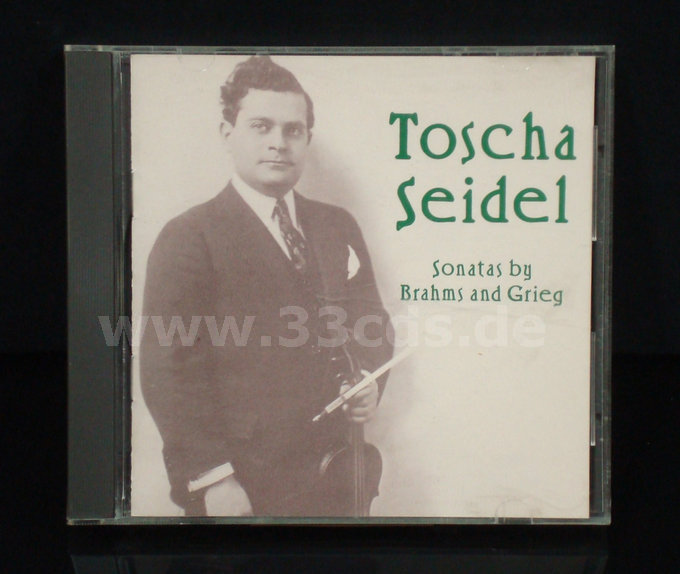 Toscha
Seidel
Sonatas by
Brahms and Grieg
www.33cds.de